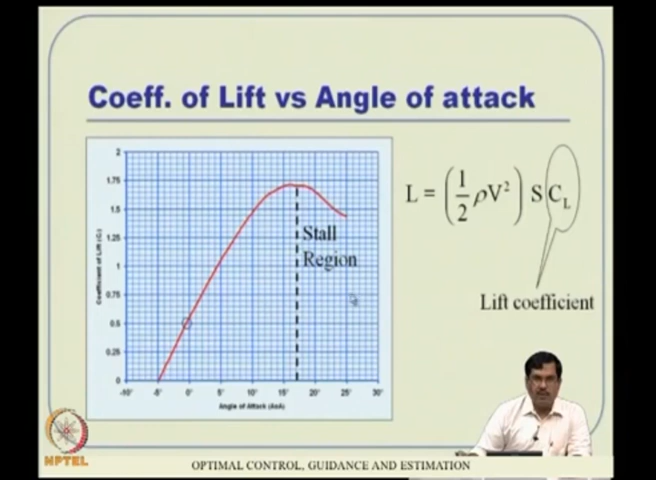 Coeff. of Lift vs Angle of attack
2
1.75
1.5
1.25
1
0.75
0.5
0.25
0
Coefficient of Lift (CL)
-10° -5° 0° 5° 10° 15° 20° 25° 30°
Angle of Attack (AoA)
Stall
Region
L = (1/2 ρV²) S C_L
Lift coefficient
NPTEL
OPTIMAL CONTROL, GUIDANCE AND ESTIMATION